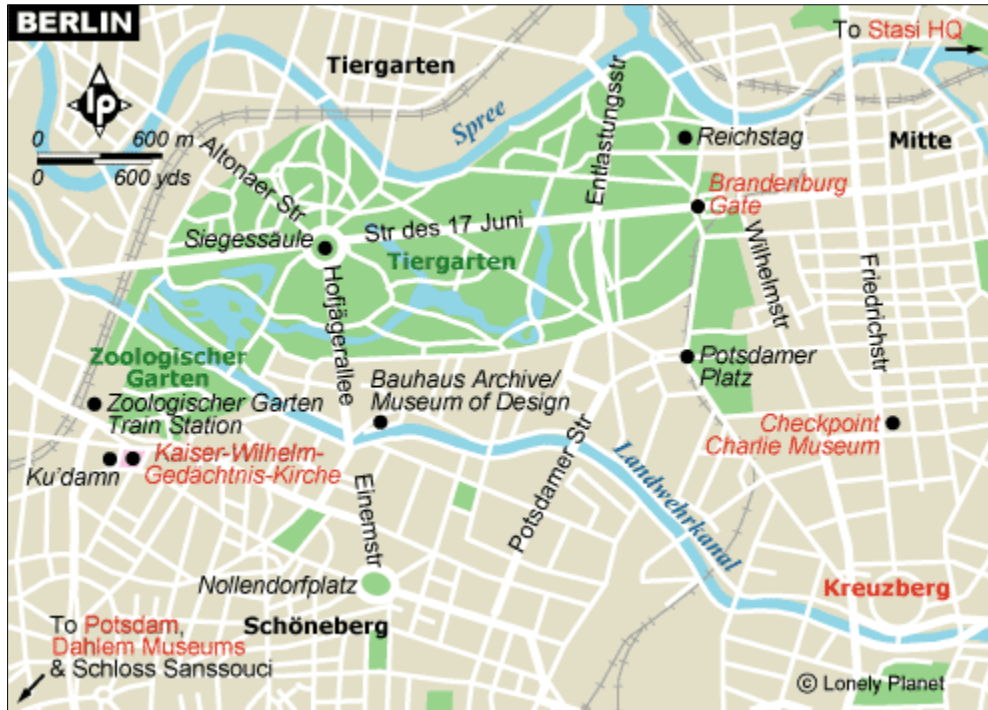 BERLIN
To Stasi HQ
Tiergarten
lp
0 600 m
0 600 yds
Spree
Entlastungsstr
Reichstag
Mitte
Altonaer Str
Brandenburg
Gate
Str des 17 Juni
Siegessäule
Tiergarten
Hofjägerallee
Wilhelmstr
Friedrichstr
Zoologischer
Garten
Potsdamer
Platz
Bauhaus Archive/
Museum of Design
Zoologischer Garten
Train Station
Checkpoint
Charlie Museum
Kaiser-Wilhelm-
Gedächtnis-Kirche
Ku'damn
Potsdamer Str
Landwehrkanal
Einemstr
Nollendorfplatz
Kreuzberg
To Potsdam,
Dahlem Museums
& Schloss Sanssouci
Schöneberg
© Lonely Planet